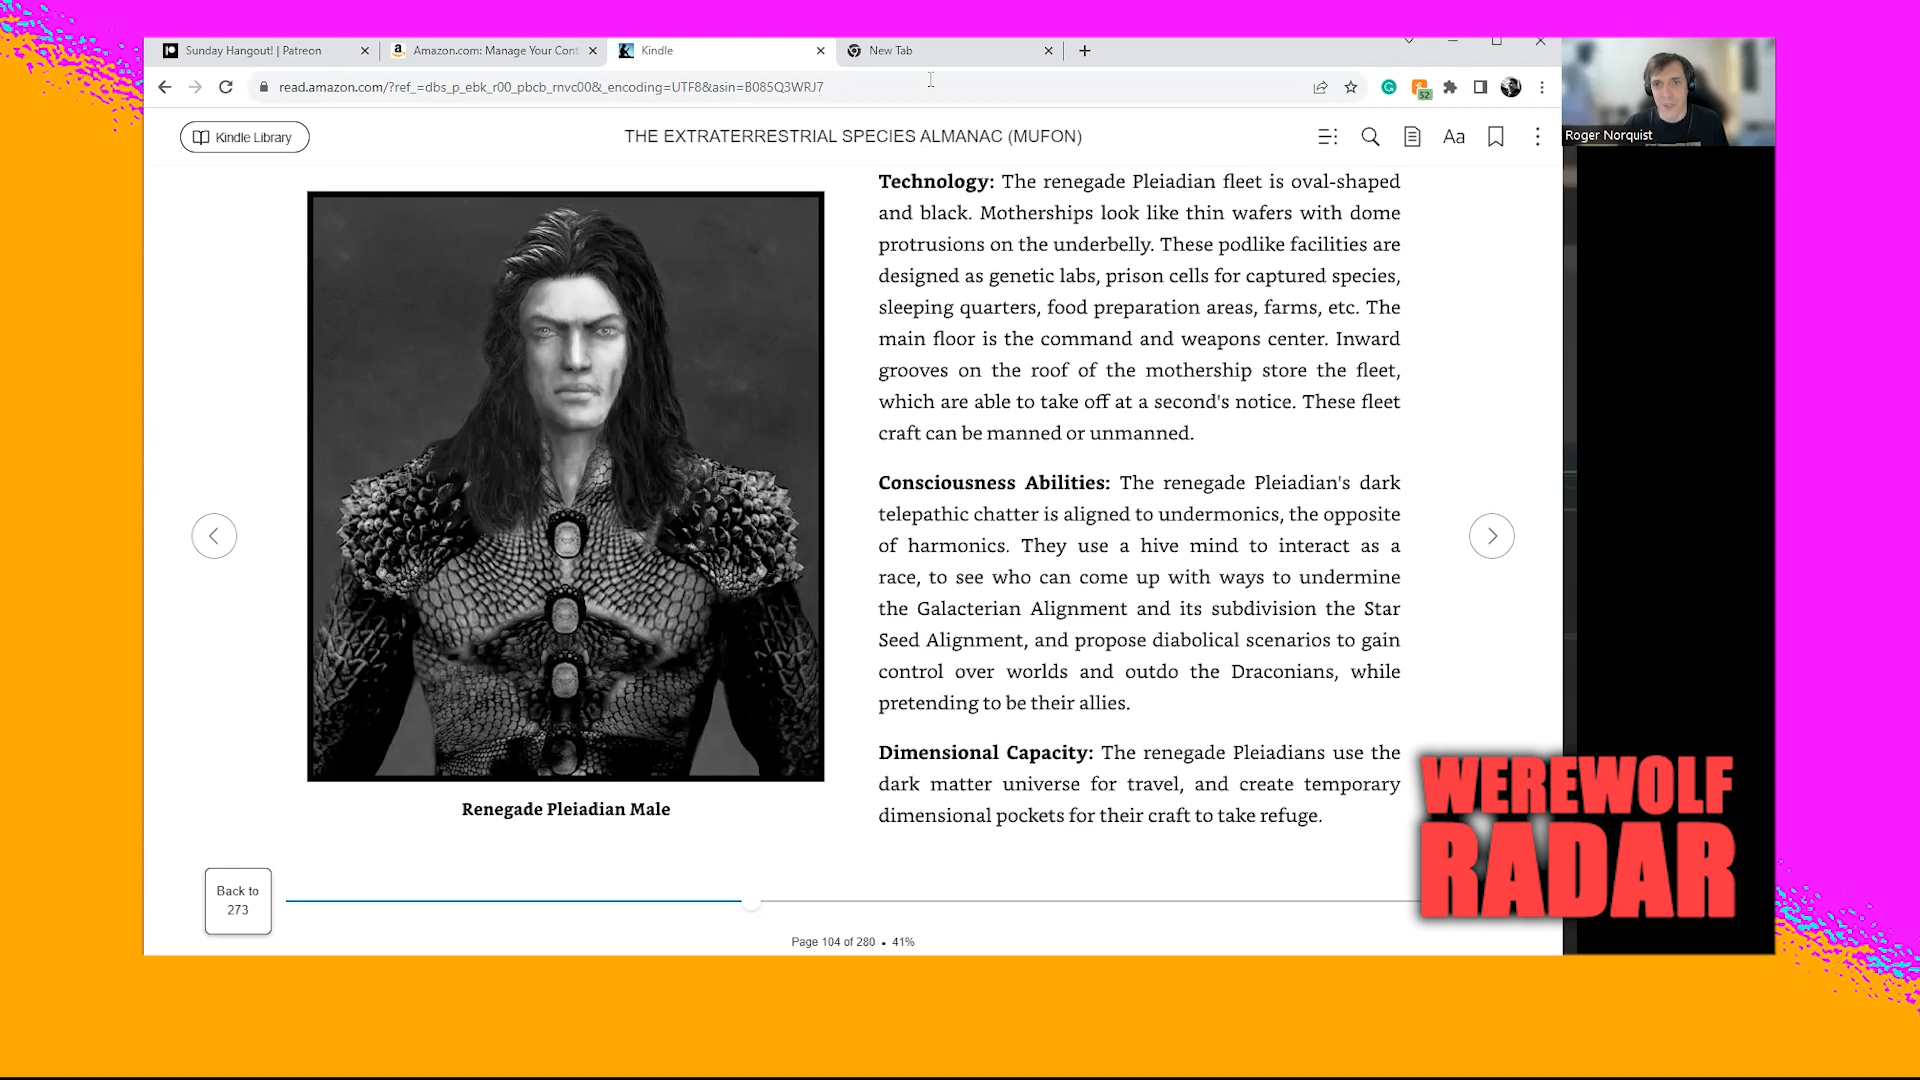 Sunday Hangout! | Patreon
Amazon.com: Manage Your Cont
Kindle
New Tab
read.amazon.com/?ref_=dbs_p_ebk_r00_pbcb_rnvc00&_encoding=UTF8&asin=B085Q3WRJ7
52
Roger Norquist
Kindle Library
THE EXTRATERRESTRIAL SPECIES ALMANAC (MUFON)
Aa
Technology: The renegade Pleiadian fleet is oval-shaped
and black. Motherships look like thin wafers with dome
protrusions on the underbelly. These podlike facilities are
designed as genetic labs, prison cells for captured species,
sleeping quarters, food preparation areas, farms, etc. The
main floor is the command and weapons center. Inward
grooves on the roof of the mothership store the fleet,
which are able to take off at a second's notice. These fleet
craft can be manned or unmanned.
Consciousness Abilities: The renegade Pleiadian's dark
telepathic chatter is aligned to undermonics, the opposite
of harmonics. They use a hive mind to interact as a
race, to see who can come up with ways to undermine
the Galacterian Alignment and its subdivision the Star
Seed Alignment, and propose diabolical scenarios to gain
control over worlds and outdo the Draconians, while
pretending to be their allies.
Dimensional Capacity: The renegade Pleiadians use the
dark matter universe for travel, and create temporary
dimensional pockets for their craft to take refuge.
Renegade Pleiadian Male
WEREWOLF
RADAR
Back to
273
Page 104 of 280 • 41%